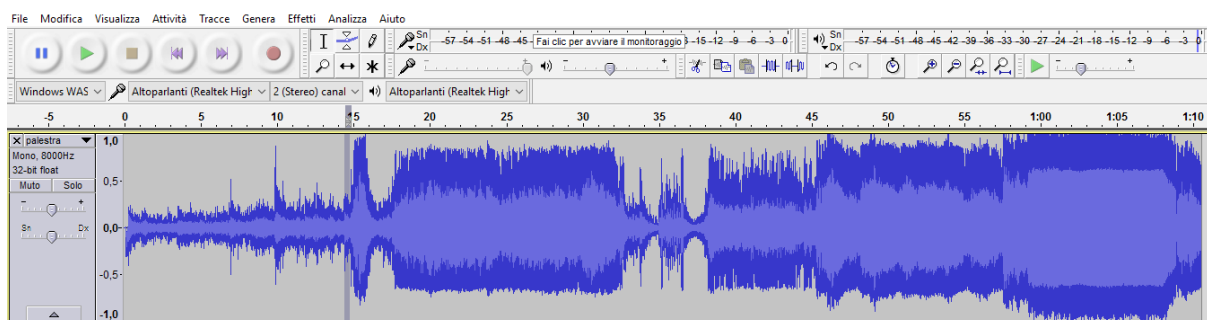 File Modifica Visualizza Attività Tracce Genera Effetti Analizza Aiuto
Sn Dx -57 -54 -51 -48 -45 Fai clic per avviare il monitoraggio -15 -12 -9 -6 -3 0
Sn Dx -57 -54 -51 -48 -45 -42 -39 -36 -33 -30 -27 -24 -21 -18 -15 -12 -9 -6 -3 0
- + - + - +
Windows WAS Altoparlanti (Realtek High 2 (Stereo) canal Altoparlanti (Realtek High
-5 0 5 10 15 20 25 30 35 40 45 50 55 1:00 1:05 1:10
palestra
Mono, 8000Hz
32-bit float
Muto Solo
- +
Sn Dx
1,0
0,5
0,0
-0,5
-1,0